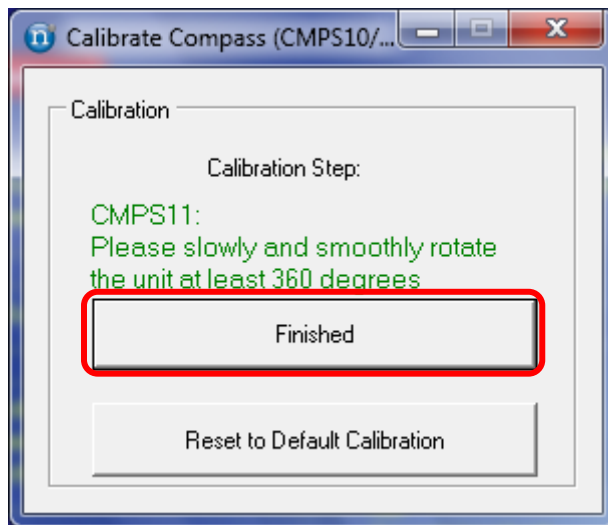 n Calibrate Compass (CMPS10/...
Calibration
Calibration Step:
CMPS11:
Please slowly and smoothly rotate
the unit at least 360 degrees
Finished
Reset to Default Calibration